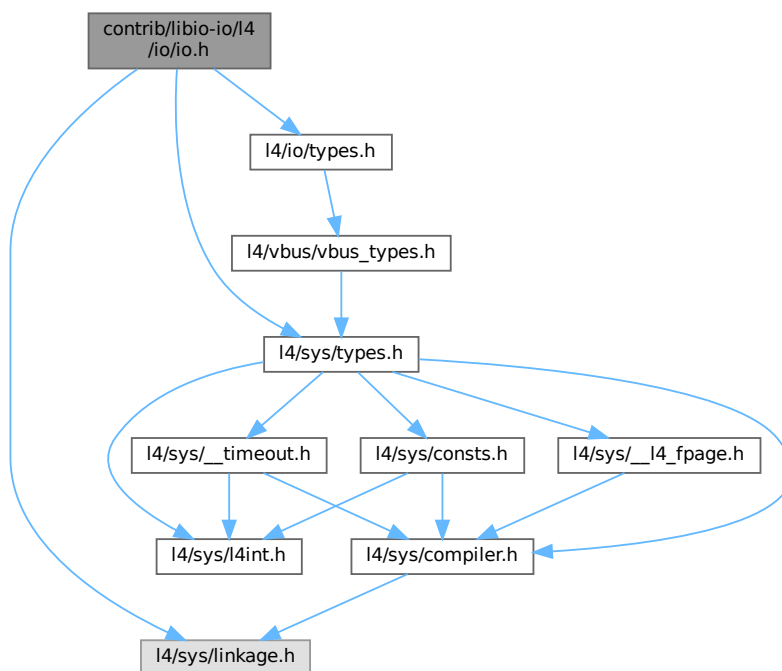 contrib/libio-io/l4
/io/io.h
l4/io/types.h
l4/vbus/vbus_types.h
l4/sys/types.h
l4/sys/__timeout.h
l4/sys/consts.h
l4/sys/__l4_fpage.h
l4/sys/l4int.h
l4/sys/compiler.h
l4/sys/linkage.h